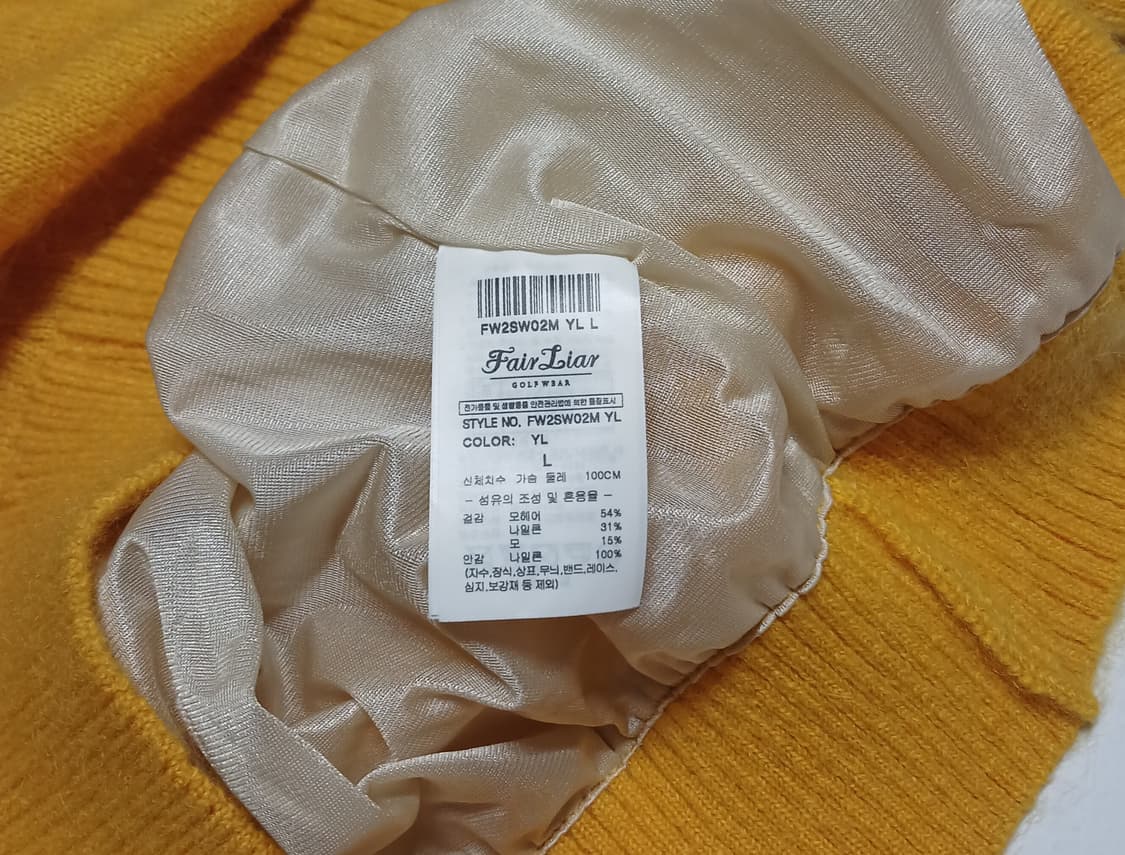 FW2SW02M YL L
Fair Liar
GOLF WEAR
전기용품 및 생활용품 안전관리법에 의한 품질표시
STYLE NO. FW2SW02M YL
COLOR: YL
L
신체치수 가슴 둘레 100CM
- 섬유의 조성 및 혼용율 -
겉감 모헤어 54%
나일론 31%
모 15%
안감 나일론 100%
(자수,장식,상표,무늬,밴드,레이스,
심지,보강재 등 제외)